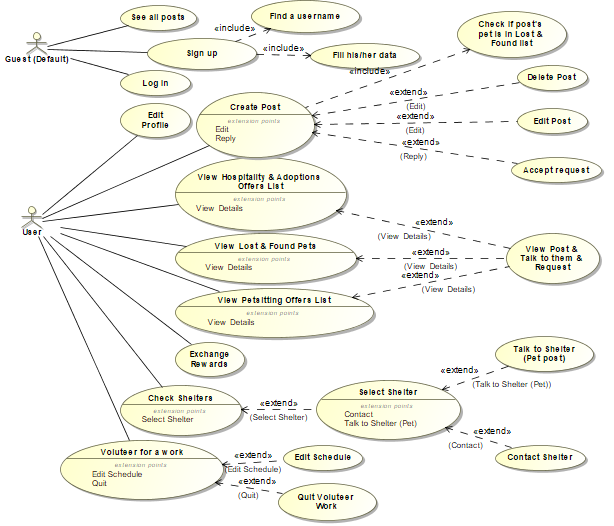 See all posts
Find a username
Check if post's
pet is in Lost &
Found list
«include»
Guest (Default)
Sign up
«include»
Fill his/her data
«include»
Log in
Delete Post
Edit
Profile
Create Post
extension points
Edit
Reply
«extend»
(Edit)
«extend»
(Edit)
Edit Post
«extend»
(Reply)
Accept request
View Hospitality & Adoptions
Offers List
extension points
View Details
User
«extend»
(View Details)
View Lost & Found Pets
extension points
View Details
«extend»
(View Details)
View Post &
Talk to them &
Request
«extend»
(View Details)
View Petsitting Offers List
extension points
View Details
Exchange
Rewards
Talk to Shelter
(Pet post)
«extend»
(Talk to Shelter (Pet))
Check Shelters
extension points
Select Shelter
«extend»
(Select Shelter)
Select Shelter
extension points
Contact
Talk to Shelter (Pet)
«extend»
(Contact)
Contact Shelter
Voluteer for a work
extension points
Edit Schedule
Quit
«extend»
(Edit Schedule)
Edit Schedule
«extend»
(Quit)
Quit Voluteer
Work